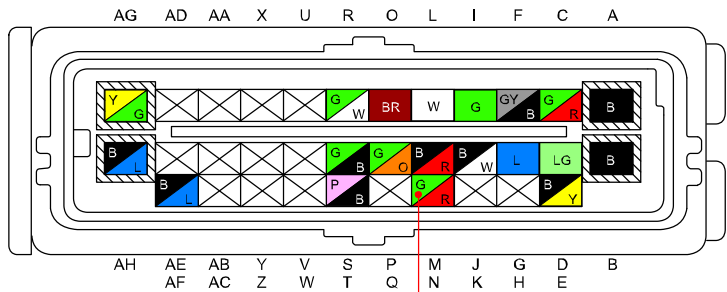 AG AD AA X U R O L I F C A
Y G G W BR W G GY B G R B
B L G B G O B R B W L LG B
B L P B G R B Y
AH AE AB Y V S P M J G D B
AF AC Z W T Q N K H E